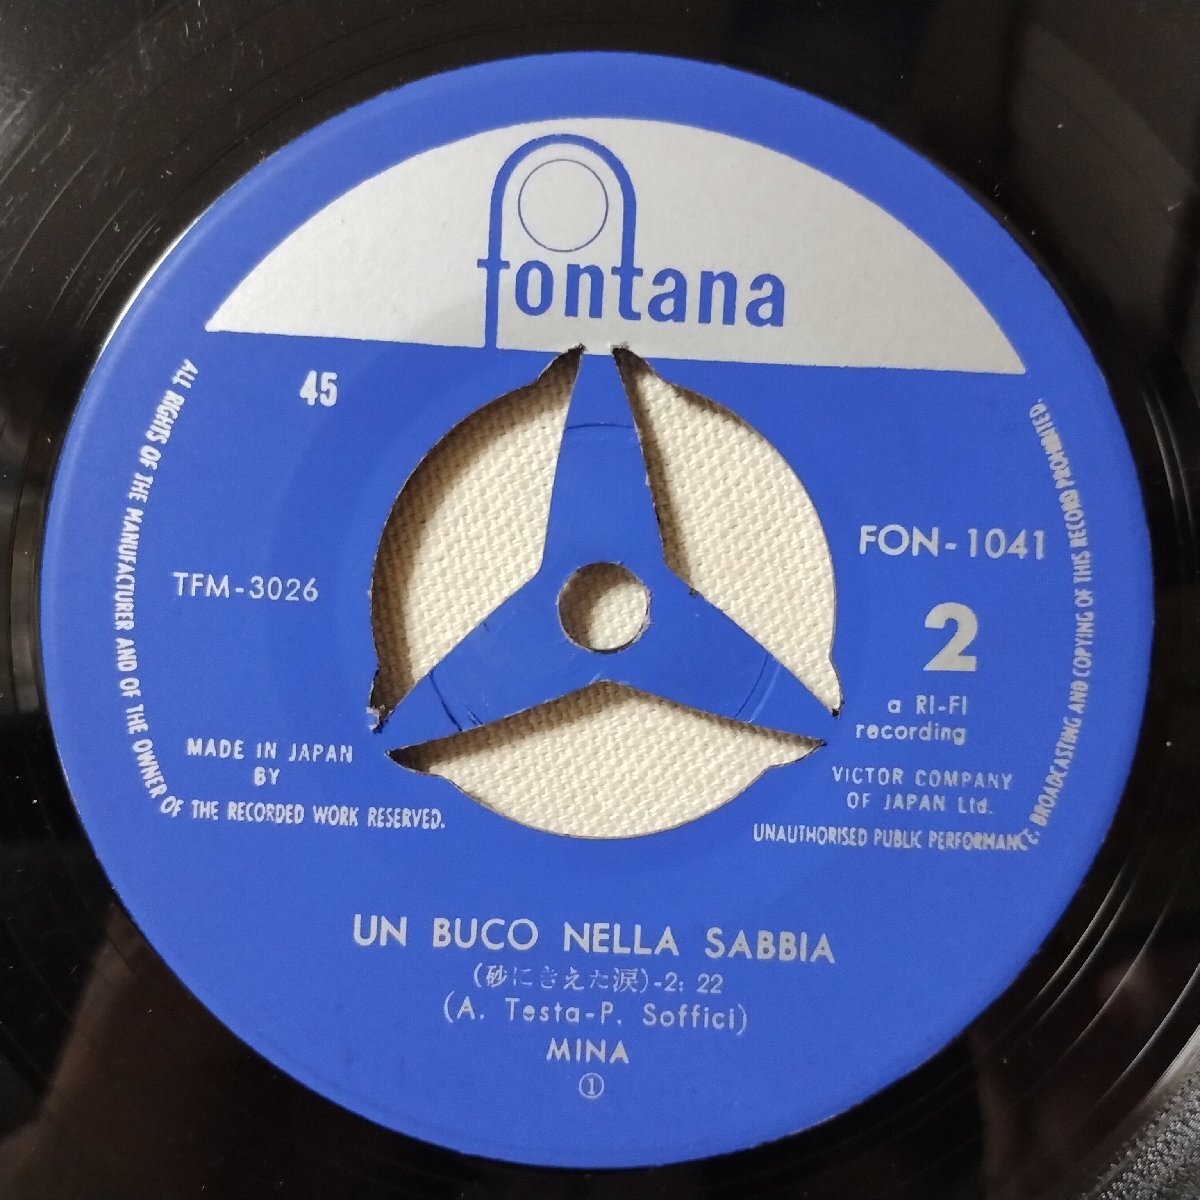 fontana
45
TFM-3026
FON-1041
2
a RI-FI
recording
MADE IN JAPAN
BY
VICTOR COMPANY
OF JAPAN Ltd.
ALL RIGHTS OF THE MANUFACTURER AND OF THE OWNER OF THE RECORDED WORK RESERVED.
UNAUTHORISED PUBLIC PERFORMANCE, BROADCASTING AND COPYING OF THIS RECORD PROHIBITED.
UN BUCO NELLA SABBIA
(砂にきえた涙)-2: 22
(A. Testa-P. Soffici)
MINA
①